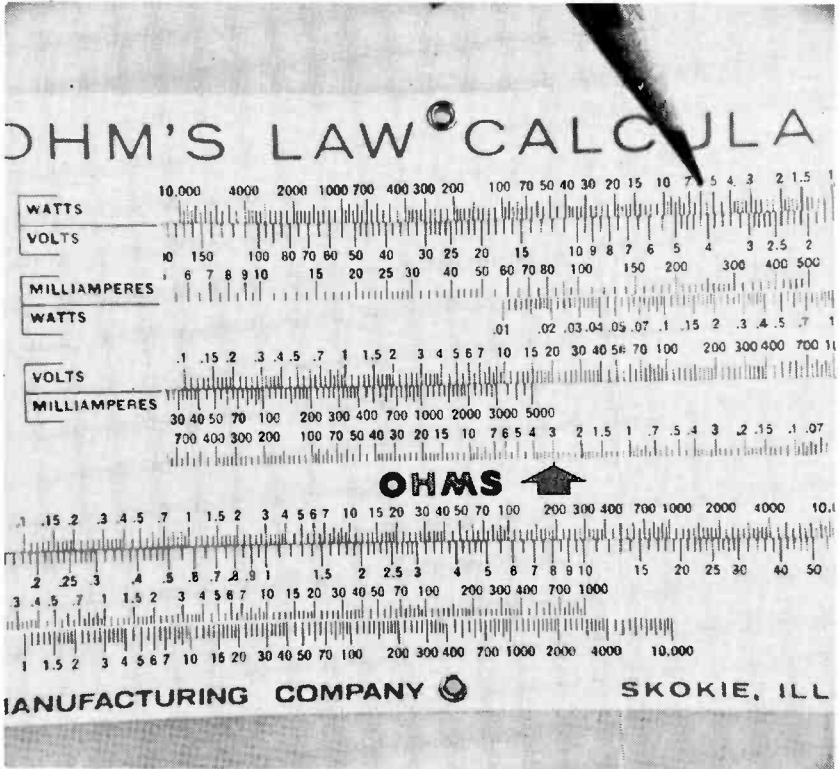 OHM'S LAW CALCULA
10.000 4000 2000 1000 700 400 300 200 100 70 50 40 30 20 15 10 7 5 4 3 2 1.5 1
WATTS
VOLTS
150 100 80 70 60 50 40 30 25 20 15 10 9 8 7 6 5 4 3 2.5 2
6 7 8 9 10 15 20 25 30 40 50 60 70 80 100 150 200 300 400 500
MILLIAMPERES
WATTS
.01 .02 .03 .04 .05 .07 .1 .15 2 .3 .4 .5 .7 1
.1 .15 .2 .3 .4 .5 .7 1 1.5 2 3 4 5 6 7 10 15 20 30 40 50 70 100 200 300 400 700
VOLTS
MILLIAMPERES
30 40 50 70 100 200 300 400 700 1000 2000 3000 5000
700 400 300 200 100 70 50 40 30 20 15 10 7 6 5 4 3 2 1.5 1 .7 .5 .4 3 .2 .15 .1 .07
OHMS
.1 .15 .2 .3 .4 .5 .7 1 1.5 2 3 4 5 6 7 10 15 20 30 40 50 70 100 200 300 400 700 1000 2000 4000
.2 .25 .3 .4 .5 .6 .7 .8 .9 1 1.5 2 2.5 3 4 5 6 7 8 9 10 15 20 25 30 40 50
.3 .4 .5 .7 1 1.5 2 3 4 5 6 7 10 15 20 30 40 50 70 100 200 300 400 700 1000
1 1.5 2 3 4 5 6 7 10 15 20 30 40 50 70 100 200 300 400 700 1000 2000 4000 10.000
MANUFACTURING COMPANY SKOKIE, ILL